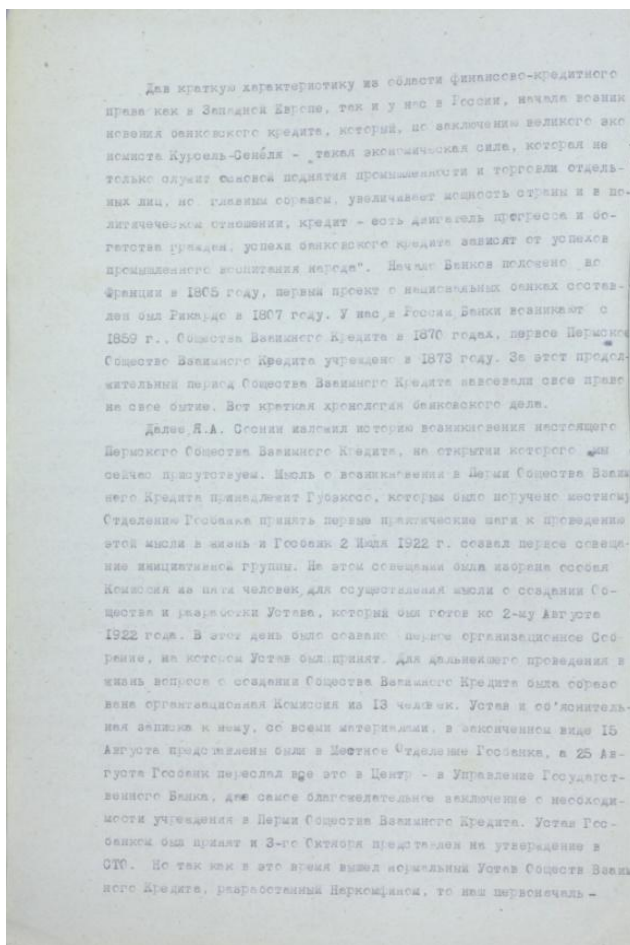 Дав краткую характеристику из области финансово-кредитного
права как в Западной Европе, так и у нас в России, начала возник
новения банковского кредита, который, по заключению великого эко
номиста Курсель-Сенёля - "такая экономическая сила, которая не
только служит основой поднятия промышленности и торговли отдель-
ных лиц, но, главным образом, увеличивает мощность страны и в по-
литическом отношении, кредит - есть двигатель прогресса и бо-
гатства граждан, успехи банковского кредита зависят от успехов
промышленного воспитания народа". Начало Банков положено во
Франции в 1805 году, первый проект о национальных банках состав-
лен был Рикардо в 1807 году. У нас в России Банки возникают с
1859 г., Общества Взаимного Кредита в 1870 годах, первое Пермское
Общество Взаимного Кредита учреждено в 1873 году. За этот продол-
жительный период Общества Взаимного Кредита завоевали свое право
на свое бытие. Вот краткая хронология банковского дела.
Далее Я.А. Соснин изложил историю возникновения настоящего
Пермского Общества Взаимного Кредита, на открытии которого мы
сейчас присутствуем. Мысль о возникновении в Перми Общества Взаим
ного Кредита принадлежит Губэкосо, которым было поручено местному
Отделению Госбанка принять первые практические шаги к проведению
этой мысли в жизнь и Госбанк 2 Июля 1922 г. созвал первое совеща-
ние инициативной группы. На этом совещании была избрана особая
Комиссия из пяти человек для осуществления мысли о создании Об-
щества и разработки Устава, который был готов ко 2-му Августа
1922 года. В этот день было созвано первое организационное Соб
рание, на котором Устав был принят. Для дальнейшего проведения в
жизнь вопроса о создании Общества Взаимного Кредита была образо
вана организационная Комиссия из 13 человек. Устав и об'яснитель-
ная записка к нему, со всеми материалами, в законченном виде 15
Августа представлены были в Местное Отделение Госбанка, а 25 Ав-
густа Госбанк переслал все это в Центр - в Управление Государст-
венного Банка, дав самое благожелательное заключение о необходи-
мости учреждения в Перми Общества Взаимного Кредита. Устав Гос-
банком был принят и 3-го Октября представлен на утверждение в
СТО. Но так как в это время вышел нормальный Устав Обществ Взаим
ного Кредита, разработанный Наркомфином, то наш первоначаль-